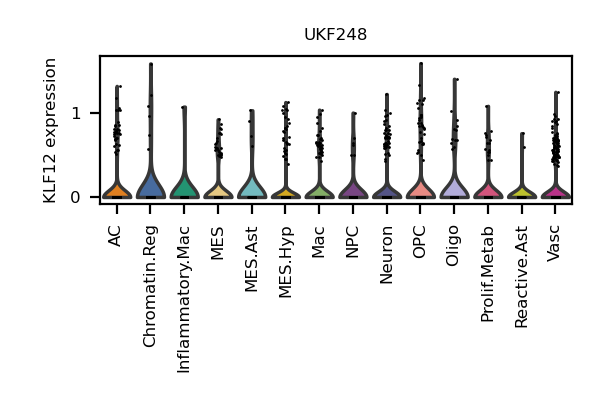 UKF248
KLF12 expression
1
0
AC
Chromatin.Reg
Inflammatory.Mac
MES
MES.Ast
MES.Hyp
Mac
NPC
Neuron
OPC
Oligo
Prolif.Metab
Reactive.Ast
Vasc